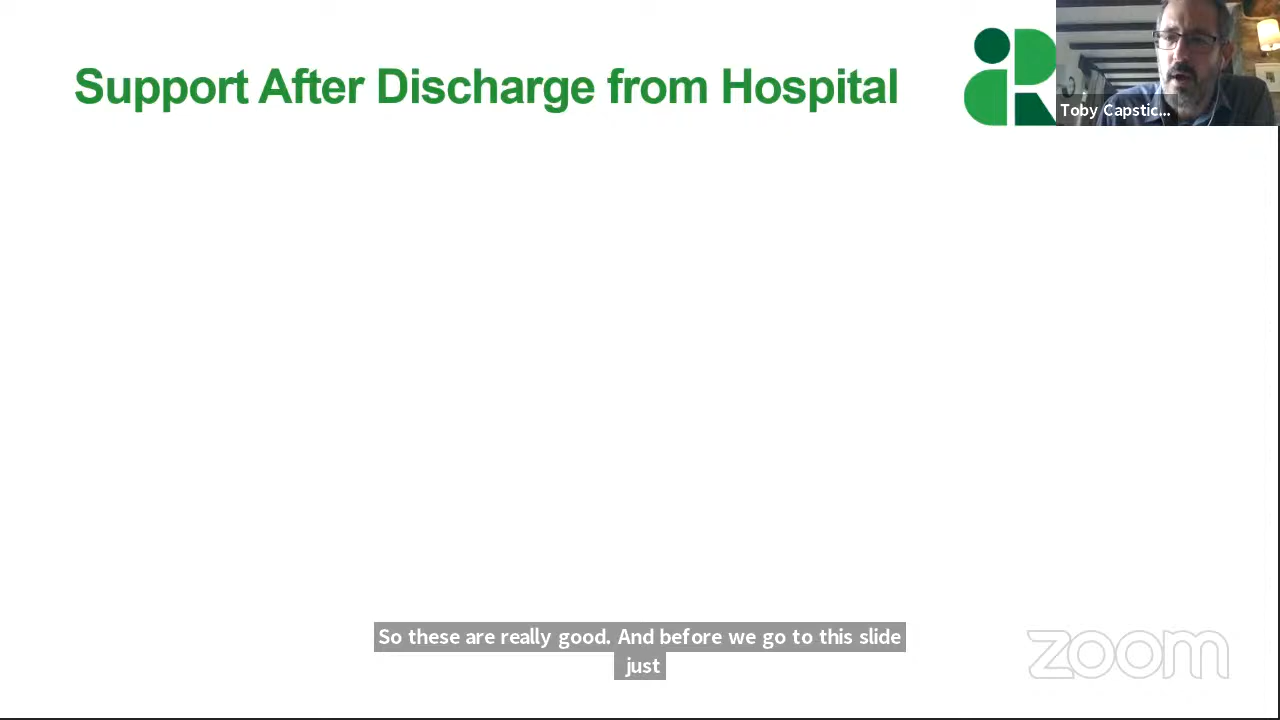 Support After Discharge from Hospital
Toby Capstic...
So these are really good. And before we go to this slide
just
zoom